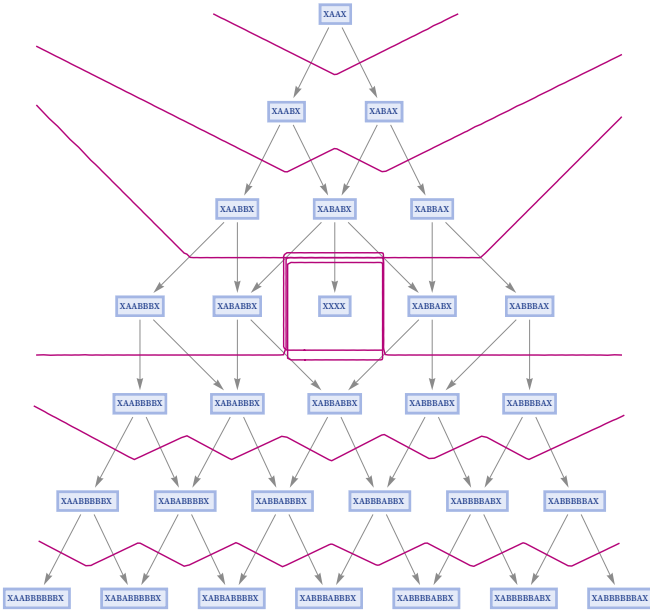 XAAX
XAABX XABAX
XAABBX XABABX XABBAX
XAABBBX XABABBX XXXX XABBABX XABBBAX
XAABBBBX XABABBBX XABBABBX XABBBABX XABBBBAX
XAABBBBBX XABABBBBX XABBABBBX XABBBABBX XABBBBABX XABBBBBAX
XAABBBBBBX XABABBBBBX XABBABBBBX XABBBABBBX XABBBBABBX XABBBBBABX XABBBBBBAX